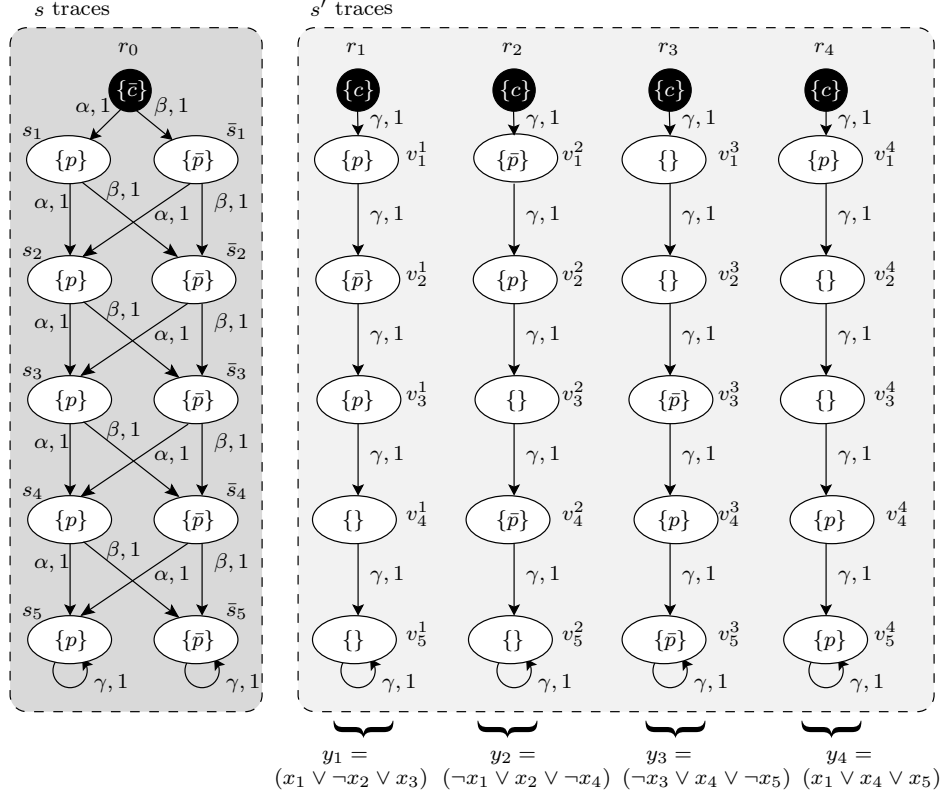 s traces s′ traces
r₀ r₁ r₂ r₃ r₄
{c̄} {c} {c} {c} {c}
α, 1 β, 1 γ, 1 γ, 1 γ, 1 γ, 1
s₁ {p} s̄₁ {p̄} {p} v₁¹ {p̄} v₁² {} v₁³ {p} v₁⁴
α, 1 β, 1 α, 1 β, 1 γ, 1 γ, 1 γ, 1 γ, 1
s₂ {p} s̄₂ {p̄} {p̄} v₂¹ {p} v₂² {} v₂³ {} v₂⁴
α, 1 β, 1 α, 1 β, 1 γ, 1 γ, 1 γ, 1 γ, 1
s₃ {p} s̄₃ {p̄} {p} v₃¹ {} v₃² {p̄} v₃³ {} v₃⁴
α, 1 β, 1 α, 1 β, 1 γ, 1 γ, 1 γ, 1 γ, 1
s₄ {p} s̄₄ {p̄} {} v₄¹ {p̄} v₄² {p} v₄³ {p} v₄⁴
α, 1 β, 1 α, 1 β, 1 γ, 1 γ, 1 γ, 1 γ, 1
s₅ {p} s̄₅ {p̄} {} v₅¹ {} v₅² {p̄} v₅³ {p} v₅⁴
γ, 1 γ, 1 γ, 1 γ, 1 γ, 1 γ, 1
y₁ = y₂ = y₃ = y₄ =
(x₁ ∨ ¬x₂ ∨ x₃) (¬x₁ ∨ x₂ ∨ ¬x₄) (¬x₃ ∨ x₄ ∨ ¬x₅) (x₁ ∨ x₄ ∨ x₅)